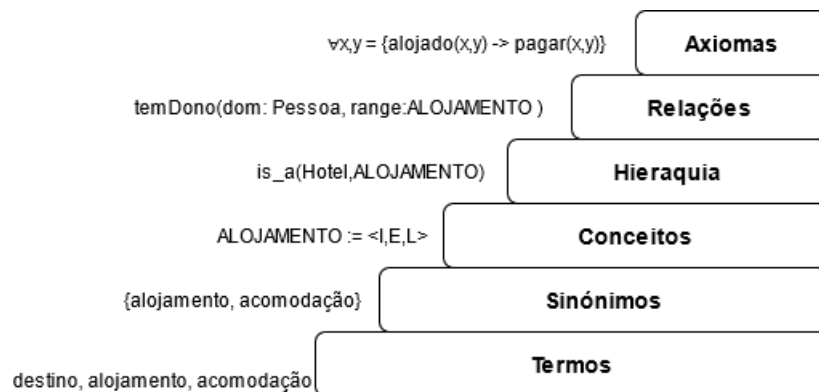 ∀x,y = {alojado(x,y) -> pagar(x,y)} Axiomas
temDono(dom: Pessoa, range:ALOJAMENTO ) Relações
is_a(Hotel,ALOJAMENTO) Hieraquia
ALOJAMENTO := <I,E,L> Conceitos
{alojamento, acomodação} Sinónimos
destino, alojamento, acomodação Termos